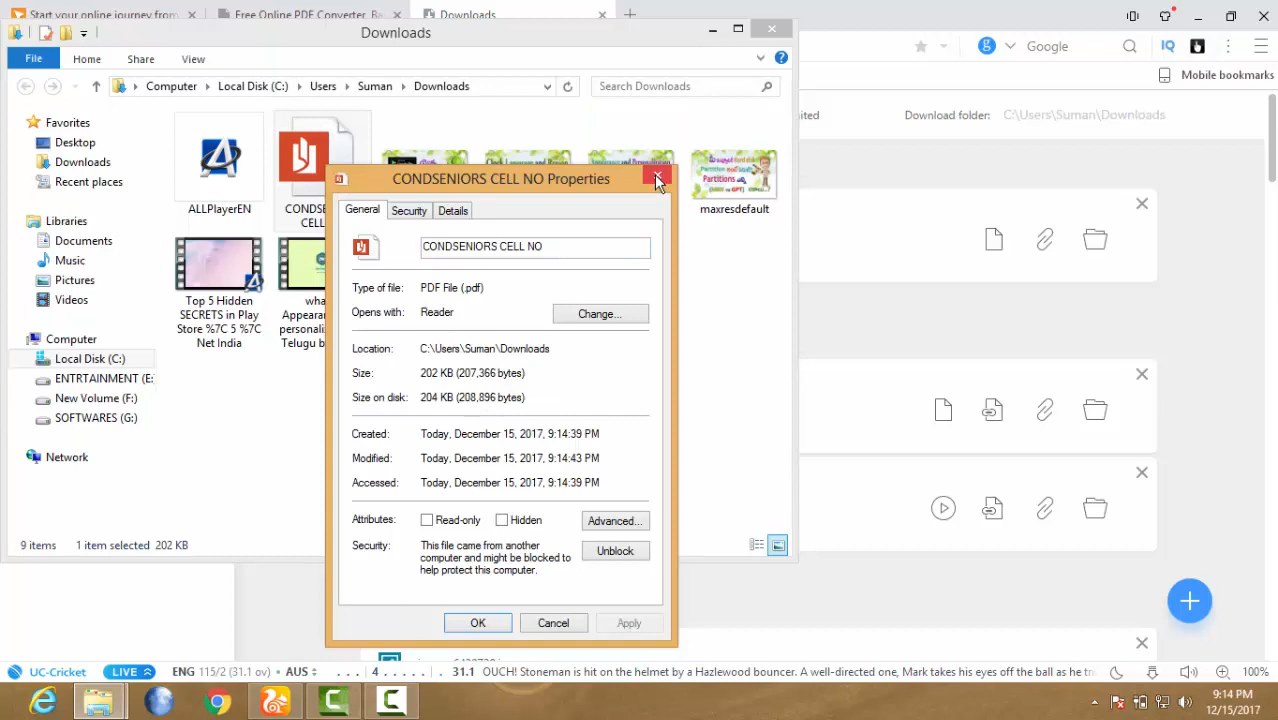 Start your online journey from
Free Online PDF Converter. Ba
Downloads
Downloads
File
Home
Share
View
Google
Mobile bookmarks
Computer
Local Disk (C:)
Users
Suman
Downloads
Search Downloads
Download folder:
C:\Users\Suman\Downloads
Favorites
Desktop
Downloads
Recent places
Libraries
Documents
Music
Pictures
Videos
Computer
Local Disk (C:)
ENTRTAINMENT (E:
New Volume (F:)
SOFTWARES (G:)
Network
ALLPlayerEN
maxresdefault
Top 5 Hidden
SECRETS in Play
Store %7C 5 %7C
Net India
CONDSENIORS CELL NO Properties
General
Security
Details
CONDSENIORS CELL NO
Type of file:
PDF File (.pdf)
Opens with:
Reader
Change...
Location:
C:\Users\Suman\Downloads
Size:
202 KB (207,366 bytes)
Size on disk:
204 KB (208,896 bytes)
Created:
Today, December 15, 2017, 9:14:39 PM
Modified:
Today, December 15, 2017, 9:14:43 PM
Accessed:
Today, December 15, 2017, 9:14:39 PM
Attributes:
Read-only
Hidden
Advanced...
Security:
This file came from another
computer and might be blocked to
help protect this computer.
Unblock
OK
Cancel
Apply
9 items
1 item selected 202 KB
UC-Cricket
LIVE
ENG 115/2 (31.1 ov)
AUS
4
31.1
OUCH! Stoneman is hit on the helmet by a Hazlewood bouncer. A well-directed one, Mark takes his eyes off the ball as he
100%
9:14 PM
12/15/2017